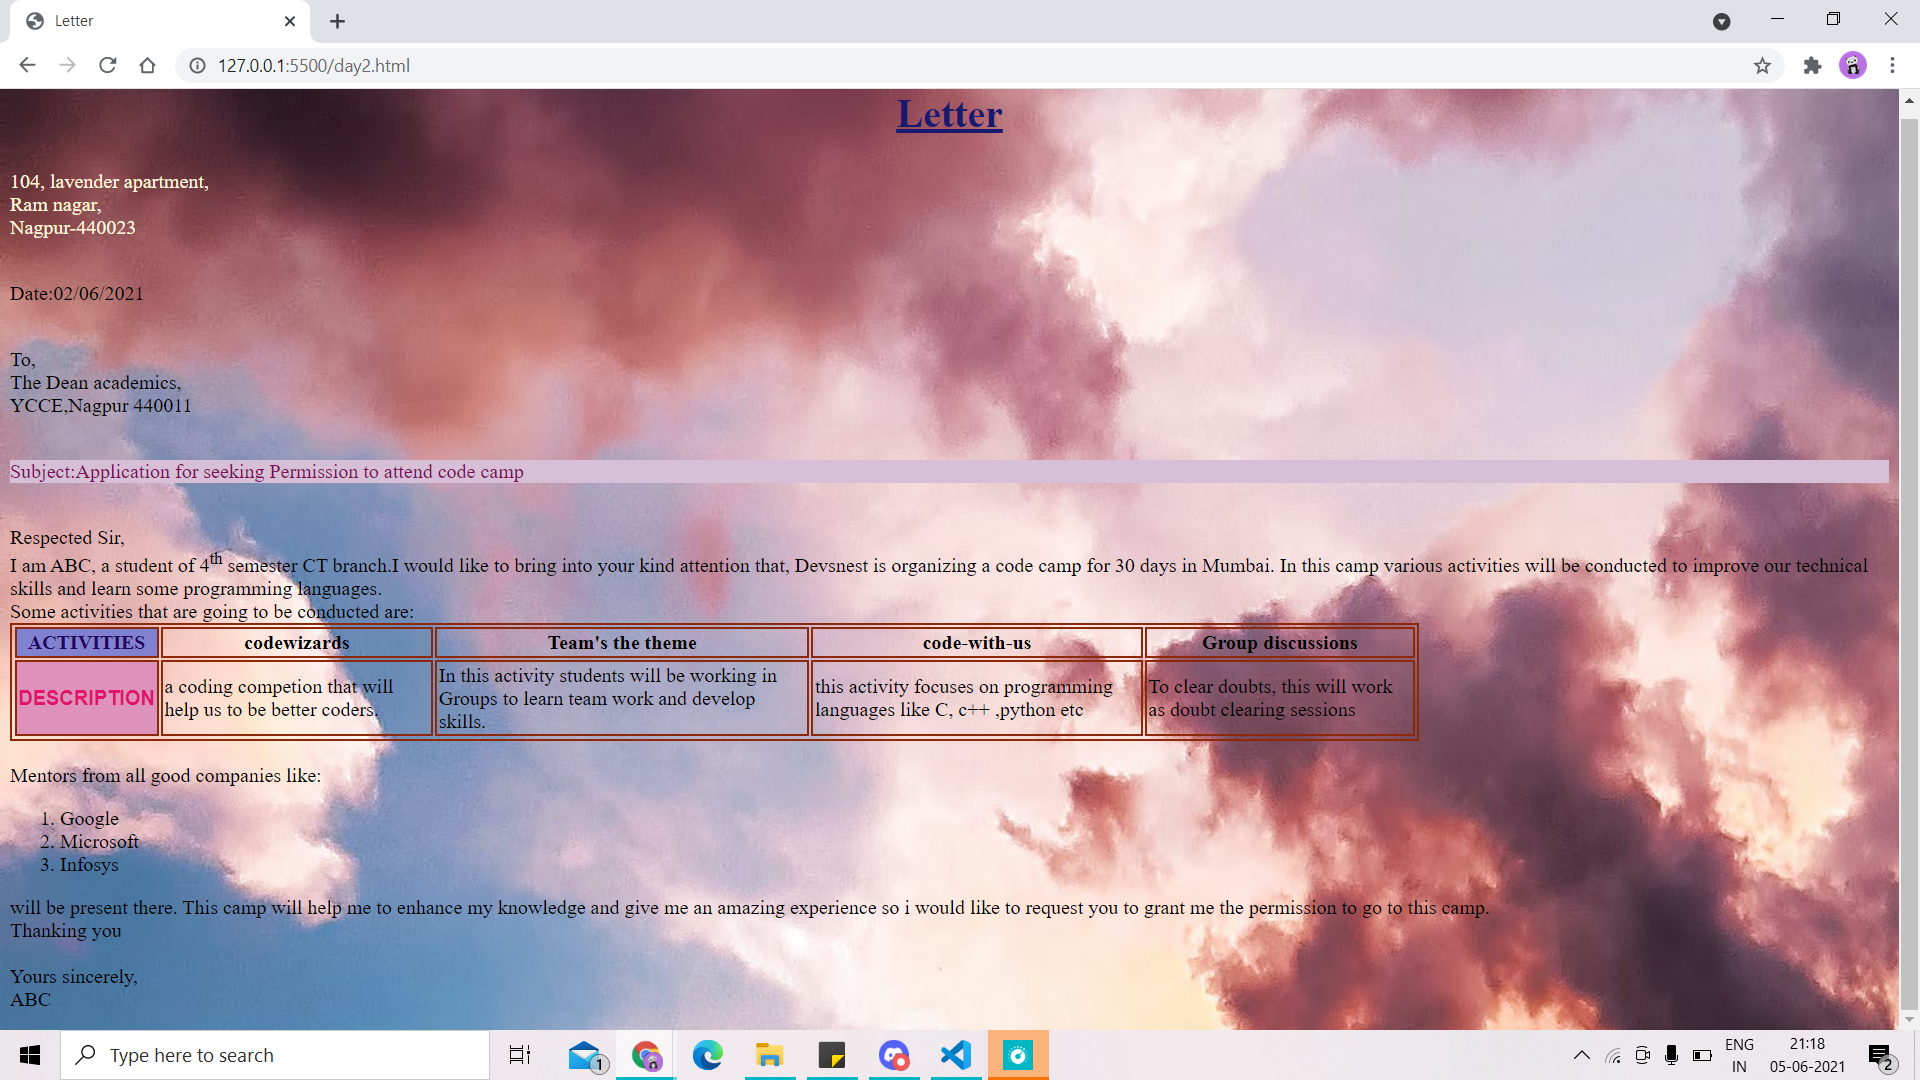 Letter
127.0.0.1:5500/day2.html
Letter
104, lavender apartment,
Ram nagar,
Nagpur-440023
Date:02/06/2021
To,
The Dean academics,
YCCE,Nagpur 440011
Subject:Application for seeking Permission to attend code camp
Respected Sir,
I am ABC, a student of 4th semester CT branch.I would like to bring into your kind attention that, Devsnest is organizing a code camp for 30 days in Mumbai. In this camp various activities will be conducted to improve our technical
skills and learn some programming languages.
Some activities that are going to be conducted are:
ACTIVITIES codewizards Team's the theme code-with-us Group discussions
DESCRIPTION
a coding competion that will
help us to be better coders.
In this activity students will be working in
Groups to learn team work and develop
skills.
this activity focuses on programming
languages like C, c++ ,python etc
To clear doubts, this will work
as doubt clearing sessions
Mentors from all good companies like:
1. Google
2. Microsoft
3. Infosys
will be present there. This camp will help me to enhance my knowledge and give me an amazing experience so i would like to request you to grant me the permission to go to this camp.
Thanking you
Yours sincerely,
ABC
Type here to search
1
ENG
IN
21:18
05-06-2021
2